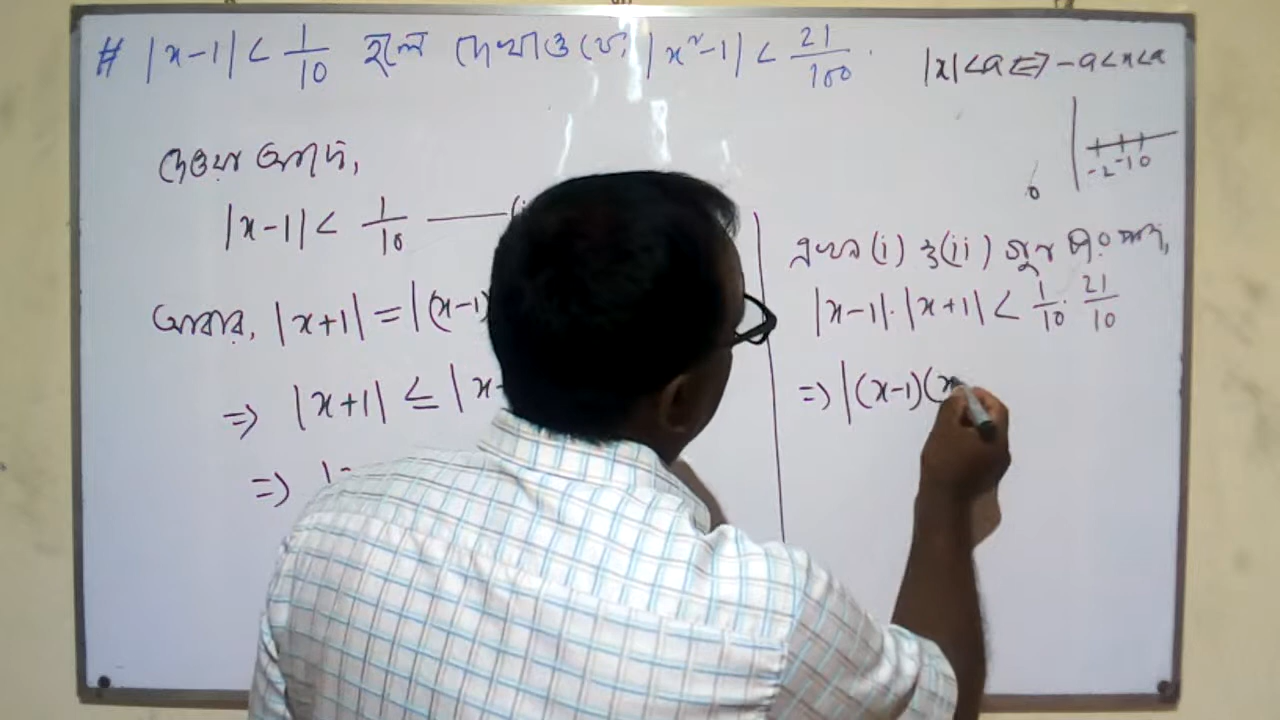 # |x-1| < 1/10 হলে দেখাও যে, |x²-1| < 21/100.
|x|<a ⇔ -a<x<a
-2 -1 0
দেওয়া আছে,
|x-1| < 1/10 —(i
আবার, |x+1| = |(x-1)
⇒ |x+1| ≤ |x-
⇒
এখন (i) ও (ii) গুণ করে পাই,
|x-1|.|x+1| < 1/10 . 21/10
⇒ |(x-1)(x